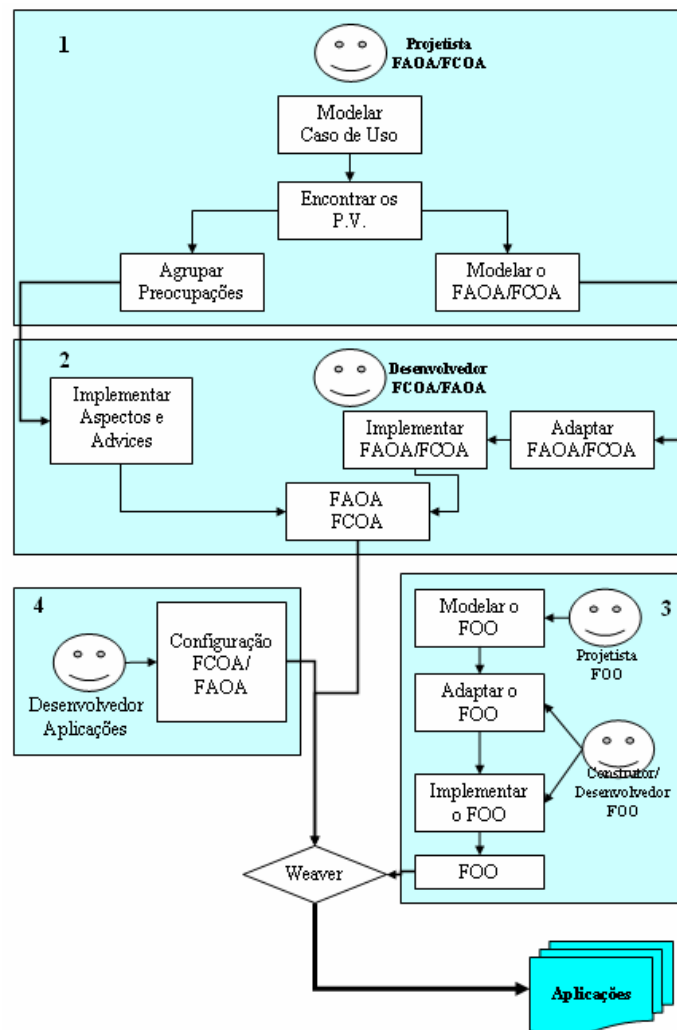 1
Projetista
FAOA/FCOA
Modelar
Caso de Uso
Encontrar os
P.V.
Agrupar
Preocupações
Modelar o
FAOA/FCOA
2
Desenvolvedor
FCOA/FAOA
Implementar
Aspectos e
Advices
Implementar
FAOA/FCOA
Adaptar
FAOA/FCOA
FAOA
FCOA
4
Configuração
FCOA/
FAOA
Desenvolvedor
Aplicações
3
Modelar o
FOO
Projetista
FOO
Adaptar o
FOO
Construtor/
Desenvolvedor
FOO
Implementar
o FOO
FOO
Weaver
Aplicações